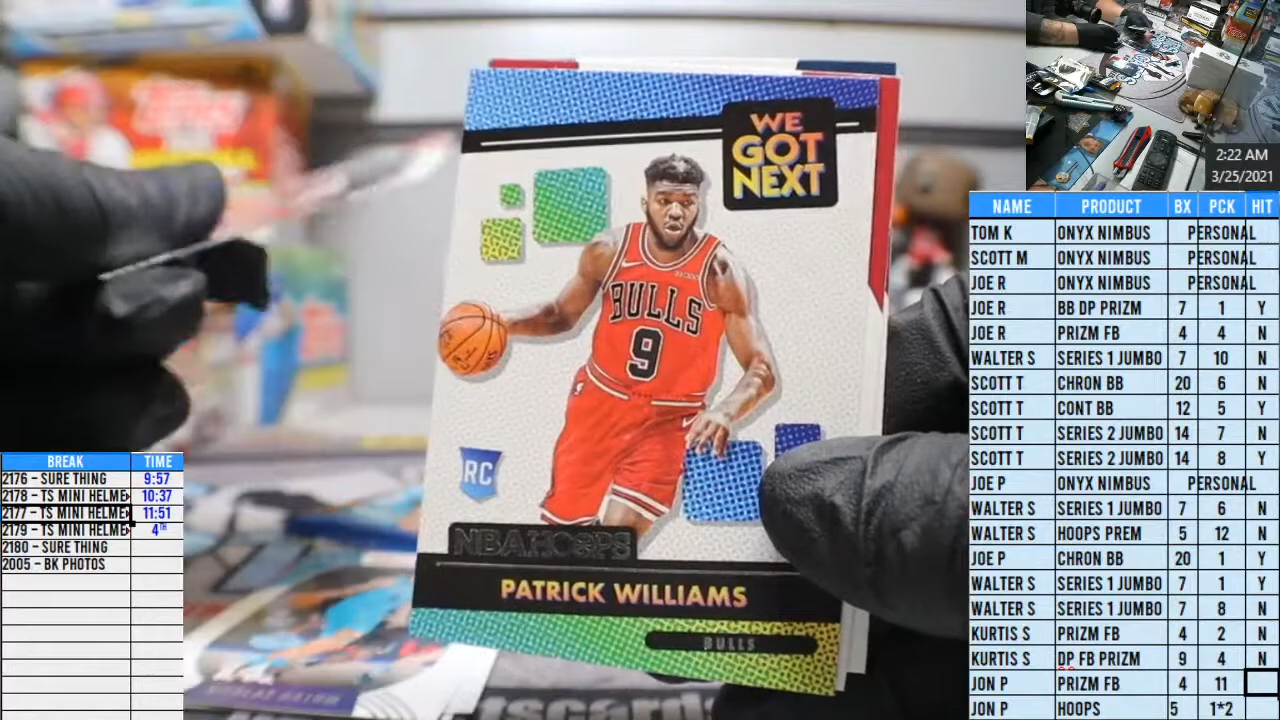 WE
GOT
NEXT
BULLS
9
RC
NBA HOOPS
PATRICK WILLIAMS
BULLS
2:22 AM
3/25/2021
BREAK TIME
2176 – SURE THING 9:57
2178 – TS MINI HELME 10:37
2177 – TS MINI HELME 11:51
2179 – TS MINI HELME 4TH
2180 – SURE THING
2005 – BK PHOTOS
NAME PRODUCT BX PCK HIT
TOM K ONYX NIMBUS PERSONAL
SCOTT M ONYX NIMBUS PERSONAL
JOE R ONYX NIMBUS PERSONAL
JOE R BB DP PRIZM 7 1 Y
JOE R PRIZM FB 4 4 N
WALTER S SERIES 1 JUMBO 7 10 N
SCOTT T CHRON BB 20 6 N
SCOTT T CONT BB 12 5 Y
SCOTT T SERIES 2 JUMBO 14 7 N
SCOTT T SERIES 2 JUMBO 14 8 Y
JOE P ONYX NIMBUS PERSONAL
WALTER S SERIES 1 JUMBO 7 6 N
WALTER S HOOPS PREM 5 12 N
JOE P CHRON BB 20 1 Y
WALTER S SERIES 1 JUMBO 7 1 Y
WALTER S SERIES 1 JUMBO 7 8 N
KURTIS S PRIZM FB 4 2 N
KURTIS S DP FB PRIZM 9 4 N
JON P PRIZM FB 4 11
JON P HOOPS 5 1*2